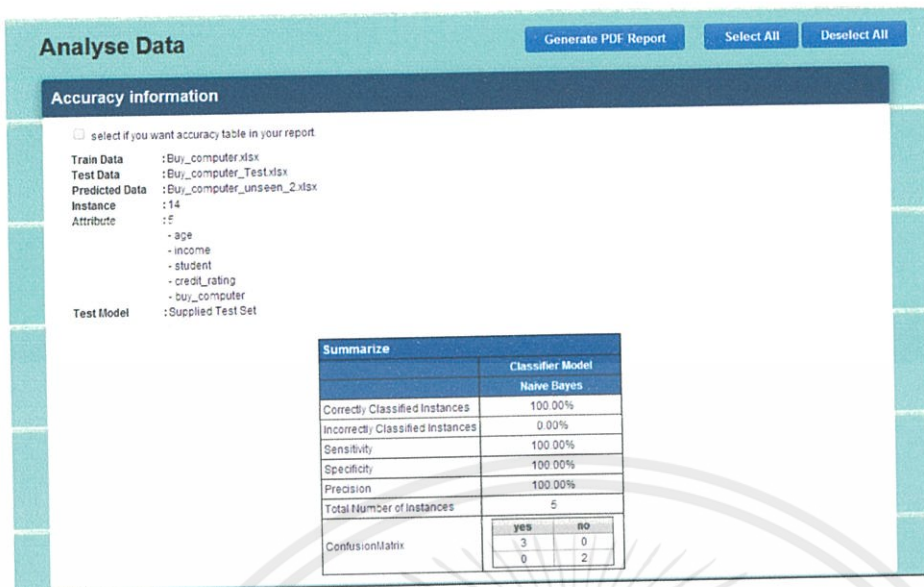 Analyse Data
Generate PDF Report
Select All
Deselect All
Accuracy information
select if you want accuracy table in your report
Train Data :Buy_computer.xlsx
Test Data :Buy_computer_Test.xlsx
Predicted Data :Buy_computer_unseen_2.xlsx
Instance :14
Attribute :5
- age
- income
- student
- credit_rating
- buy_computer
Test Model :Supplied Test Set
Summarize
Classifier Model
Naive Bayes
Correctly Classified Instances 100.00%
Incorrectly Classified Instances 0.00%
Sensitivity 100.00%
Specificity 100.00%
Precision 100.00%
Total Number of Instances 5
ConfusionMatrix
yes no
3 0
0 2